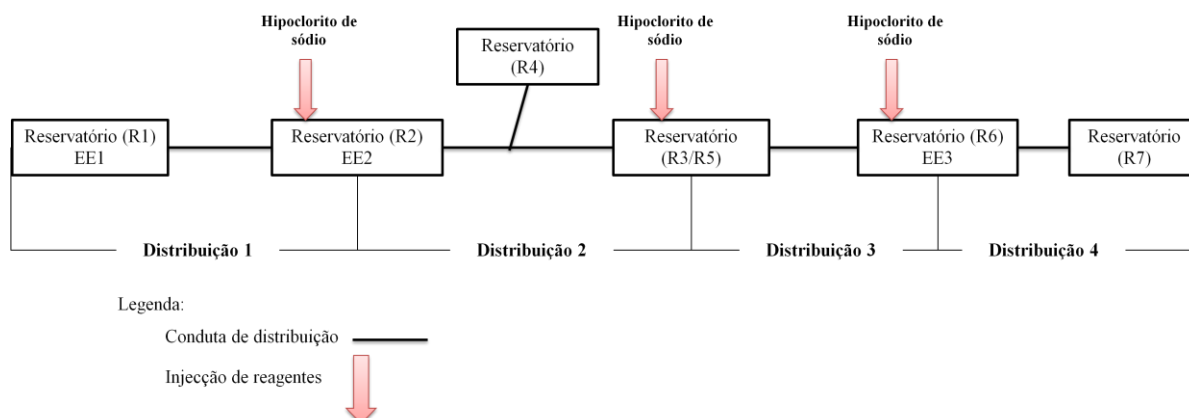 Hipoclorito de
sódio
Reservatório
(R4)
Hipoclorito de
sódio
Hipoclorito de
sódio
Reservatório (R1)
EE1
Reservatório (R2)
EE2
Reservatório
(R3/R5)
Reservatório (R6)
EE3
Reservatório
(R7)
Distribuição 1
Distribuição 2
Distribuição 3
Distribuição 4
Legenda:
Conduta de distribuição
Injecção de reagentes